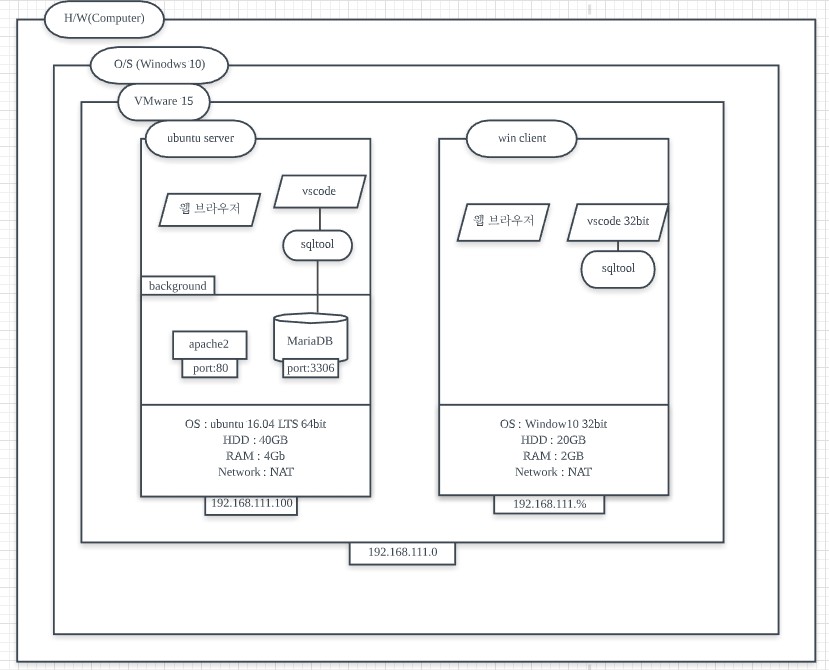 H/W(Computer)
O/S (Winodws 10)
VMware 15
ubuntu server
웹 브라우저
vscode
sqltool
background
apache2
port:80
MariaDB
port:3306
OS : ubuntu 16.04 LTS 64bit
HDD : 40GB
RAM : 4Gb
Network : NAT
192.168.111.100
win client
웹 브라우저
vscode 32bit
sqltool
OS : Window10 32bit
HDD : 20GB
RAM : 2GB
Network : NAT
192.168.111.%
192.168.111.0